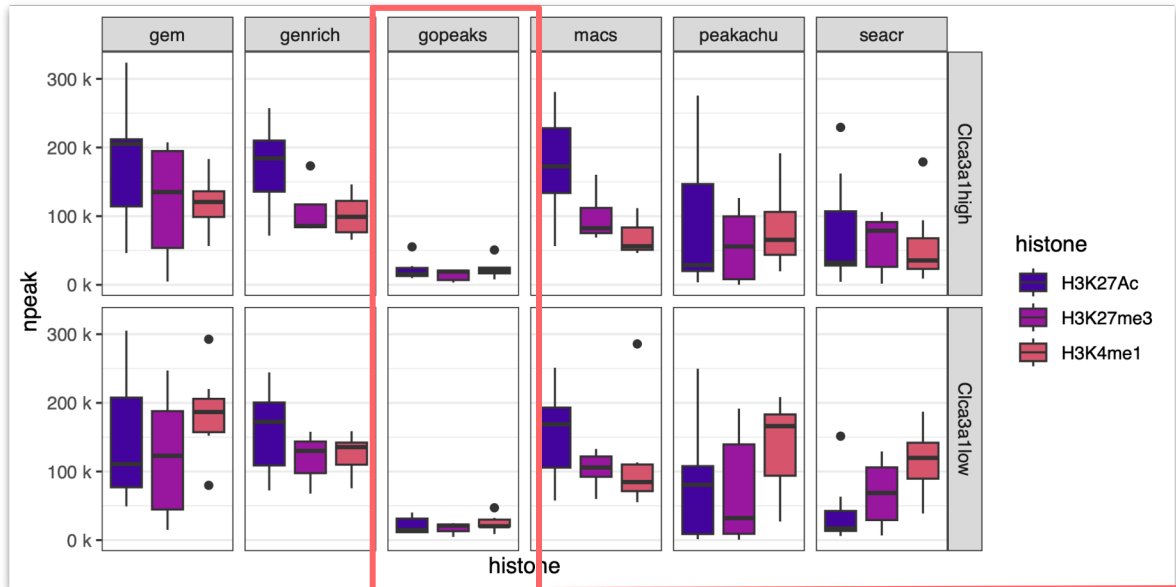 gem genrich gopeaks macs peakachu seacr
300 k
200 k
100 k
0 k
Clca3a1high
300 k
200 k
100 k
0 k
Clca3a1low
npeak
histone
histone
H3K27Ac
H3K27me3
H3K4me1